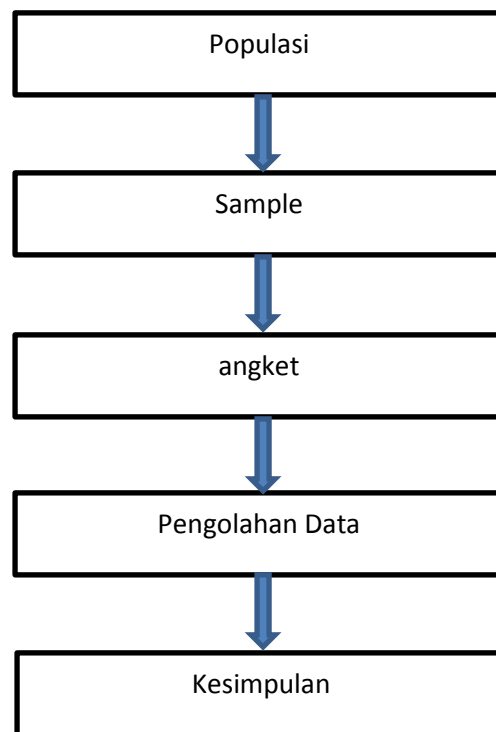 Populasi
Sample
angket
Pengolahan Data
Kesimpulan